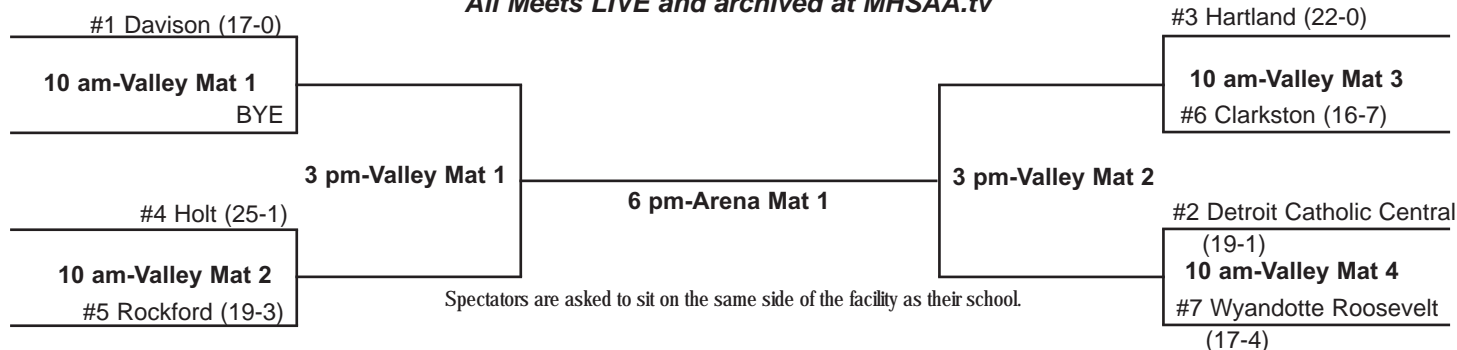 All Meets LIVE and archived at MHSAA.tv
#1 Davison (17-0)
10 am-Valley Mat 1
BYE
3 pm-Valley Mat 1
#4 Holt (25-1)
10 am-Valley Mat 2
#5 Rockford (19-3)
6 pm-Arena Mat 1
Spectators are asked to sit on the same side of the facility as their school.
#3 Hartland (22-0)
10 am-Valley Mat 3
#6 Clarkston (16-7)
3 pm-Valley Mat 2
#2 Detroit Catholic Central
(19-1)
10 am-Valley Mat 4
#7 Wyandotte Roosevelt
(17-4)